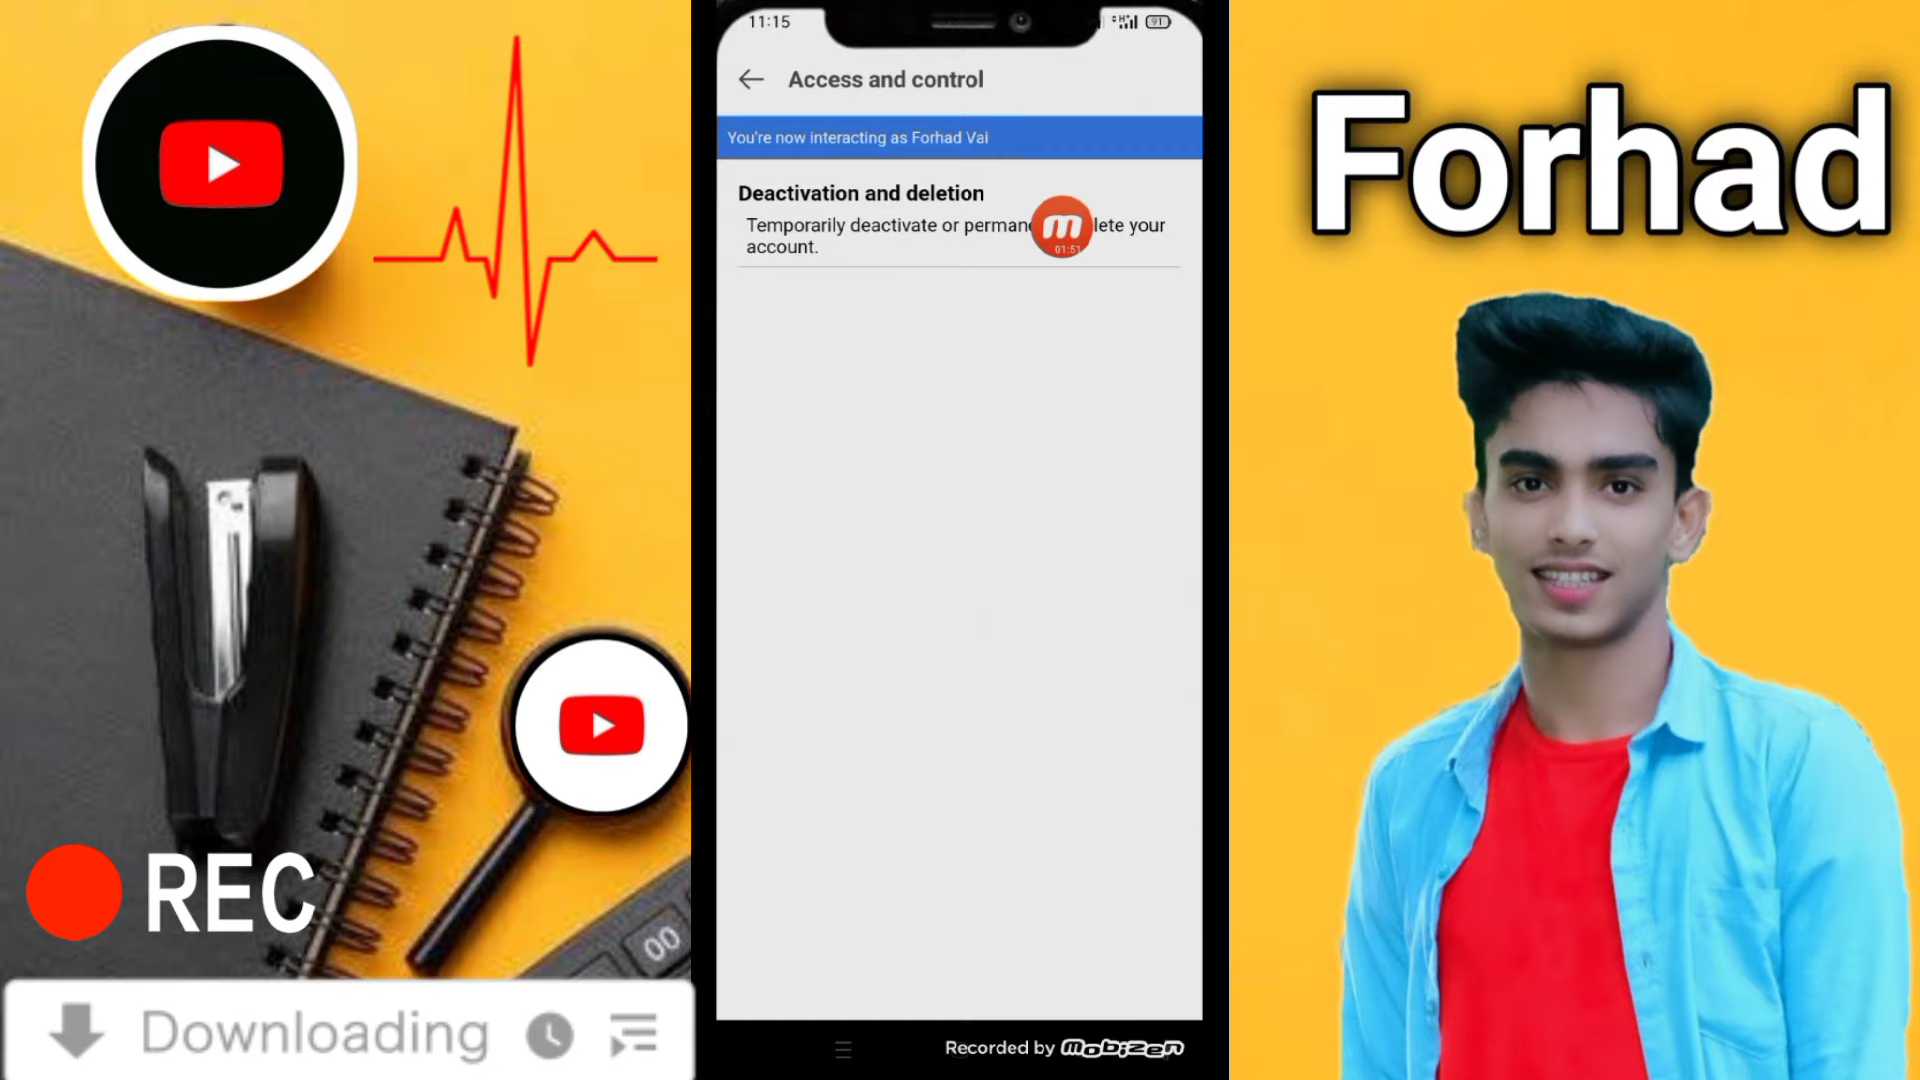 11:15
91
Access and control
You're now interacting as Forhad Vai
Deactivation and deletion
Temporarily deactivate or perman lete your
account.
m
01:51
Forhad
REC
00
Downloading
Recorded by Mobizen